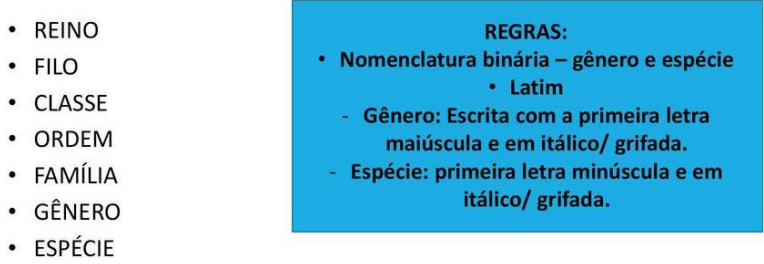 • REINO
• FILO
• CLASSE
• ORDEM
• FAMÍLIA
• GÊNERO
• ESPÉCIE
REGRAS:
• Nomenclatura binária – gênero e espécie
• Latim
- Gênero: Escrita com a primeira letra
maiúscula e em itálico/ grifada.
- Espécie: primeira letra minúscula e em
itálico/ grifada.